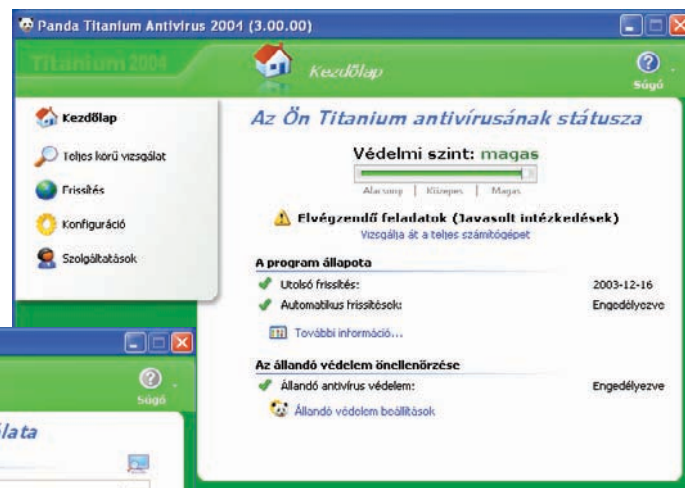 Panda Titanium Antivirus 2004 (3.00.00)
Titanium 2004
Kezdőlap
Súgó
Kezdőlap
Teljes körű vizsgálat
Frissítés
Konfiguráció
Szolgáltatások
Az Ön Titanium antivírusának státusza
Védelmi szint: magas
Alacsony | Közepes | Magas
Elvégzendő feladatok (Javasolt intézkedések)
Vizsgálja át a teljes számítógépet
A program állapota
Utolsó frissítés: 2003-12-16
Automatikus frissítések: Engedélyezve
További információ...
Az állandó védelem önellenőrzése
Állandó antivírus védelem: Engedélyezve
Állandó védelem beállítások
Súgó